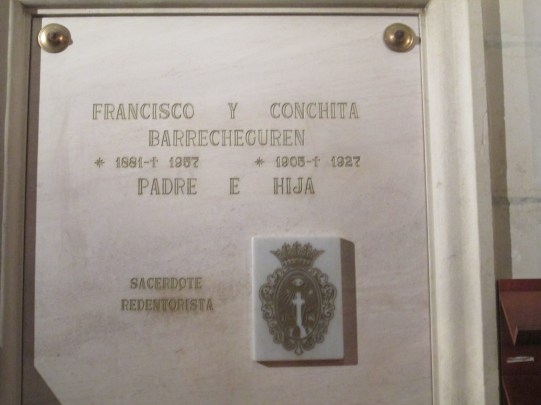 FRANCISCO Y CONCHITA
BARRECHEGUREN
* 1881-† 1957 * 1905-† 1927
PADRE E HIJA
SACERDOTE
REDENTORISTA